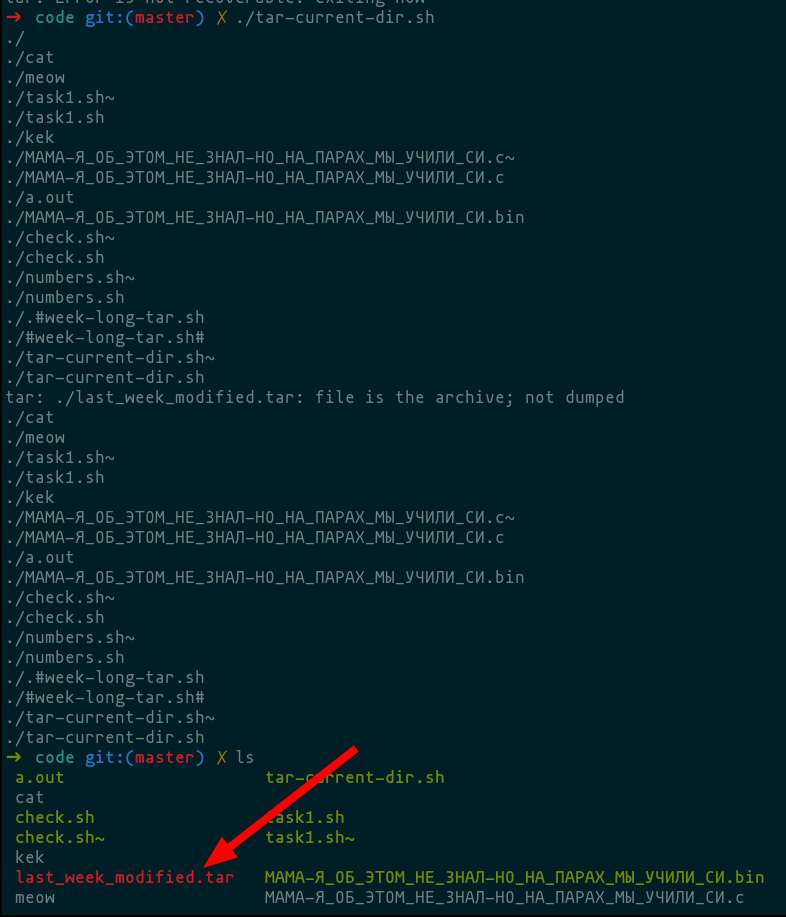 tar: Error is not recoverable: exiting now
→ code git:(master) ✗ ./tar-current-dir.sh
./
./cat
./meow
./task1.sh~
./task1.sh
./kek
./МАМА-Я_ОБ_ЭТОМ_НЕ_ЗНАЛ-НО_НА_ПАРАХ_МЫ_УЧИЛИ_СИ.c~
./МАМА-Я_ОБ_ЭТОМ_НЕ_ЗНАЛ-НО_НА_ПАРАХ_МЫ_УЧИЛИ_СИ.c
./a.out
./МАМА-Я_ОБ_ЭТОМ_НЕ_ЗНАЛ-НО_НА_ПАРАХ_МЫ_УЧИЛИ_СИ.bin
./check.sh~
./check.sh
./numbers.sh~
./numbers.sh
./.#week-long-tar.sh
./#week-long-tar.sh#
./tar-current-dir.sh~
./tar-current-dir.sh
tar: ./last_week_modified.tar: file is the archive; not dumped
./cat
./meow
./task1.sh~
./task1.sh
./kek
./МАМА-Я_ОБ_ЭТОМ_НЕ_ЗНАЛ-НО_НА_ПАРАХ_МЫ_УЧИЛИ_СИ.c~
./МАМА-Я_ОБ_ЭТОМ_НЕ_ЗНАЛ-НО_НА_ПАРАХ_МЫ_УЧИЛИ_СИ.c
./a.out
./МАМА-Я_ОБ_ЭТОМ_НЕ_ЗНАЛ-НО_НА_ПАРАХ_МЫ_УЧИЛИ_СИ.bin
./check.sh~
./check.sh
./numbers.sh~
./numbers.sh
./.#week-long-tar.sh
./#week-long-tar.sh#
./tar-current-dir.sh~
./tar-current-dir.sh
→ code git:(master) ✗ ls
a.out tar-current-dir.sh
cat
check.sh task1.sh
check.sh~ task1.sh~
kek
last_week_modified.tar МАМА-Я_ОБ_ЭТОМ_НЕ_ЗНАЛ-НО_НА_ПАРАХ_МЫ_УЧИЛИ_СИ.bin
meow МАМА-Я_ОБ_ЭТОМ_НЕ_ЗНАЛ-НО_НА_ПАРАХ_МЫ_УЧИЛИ_СИ.c